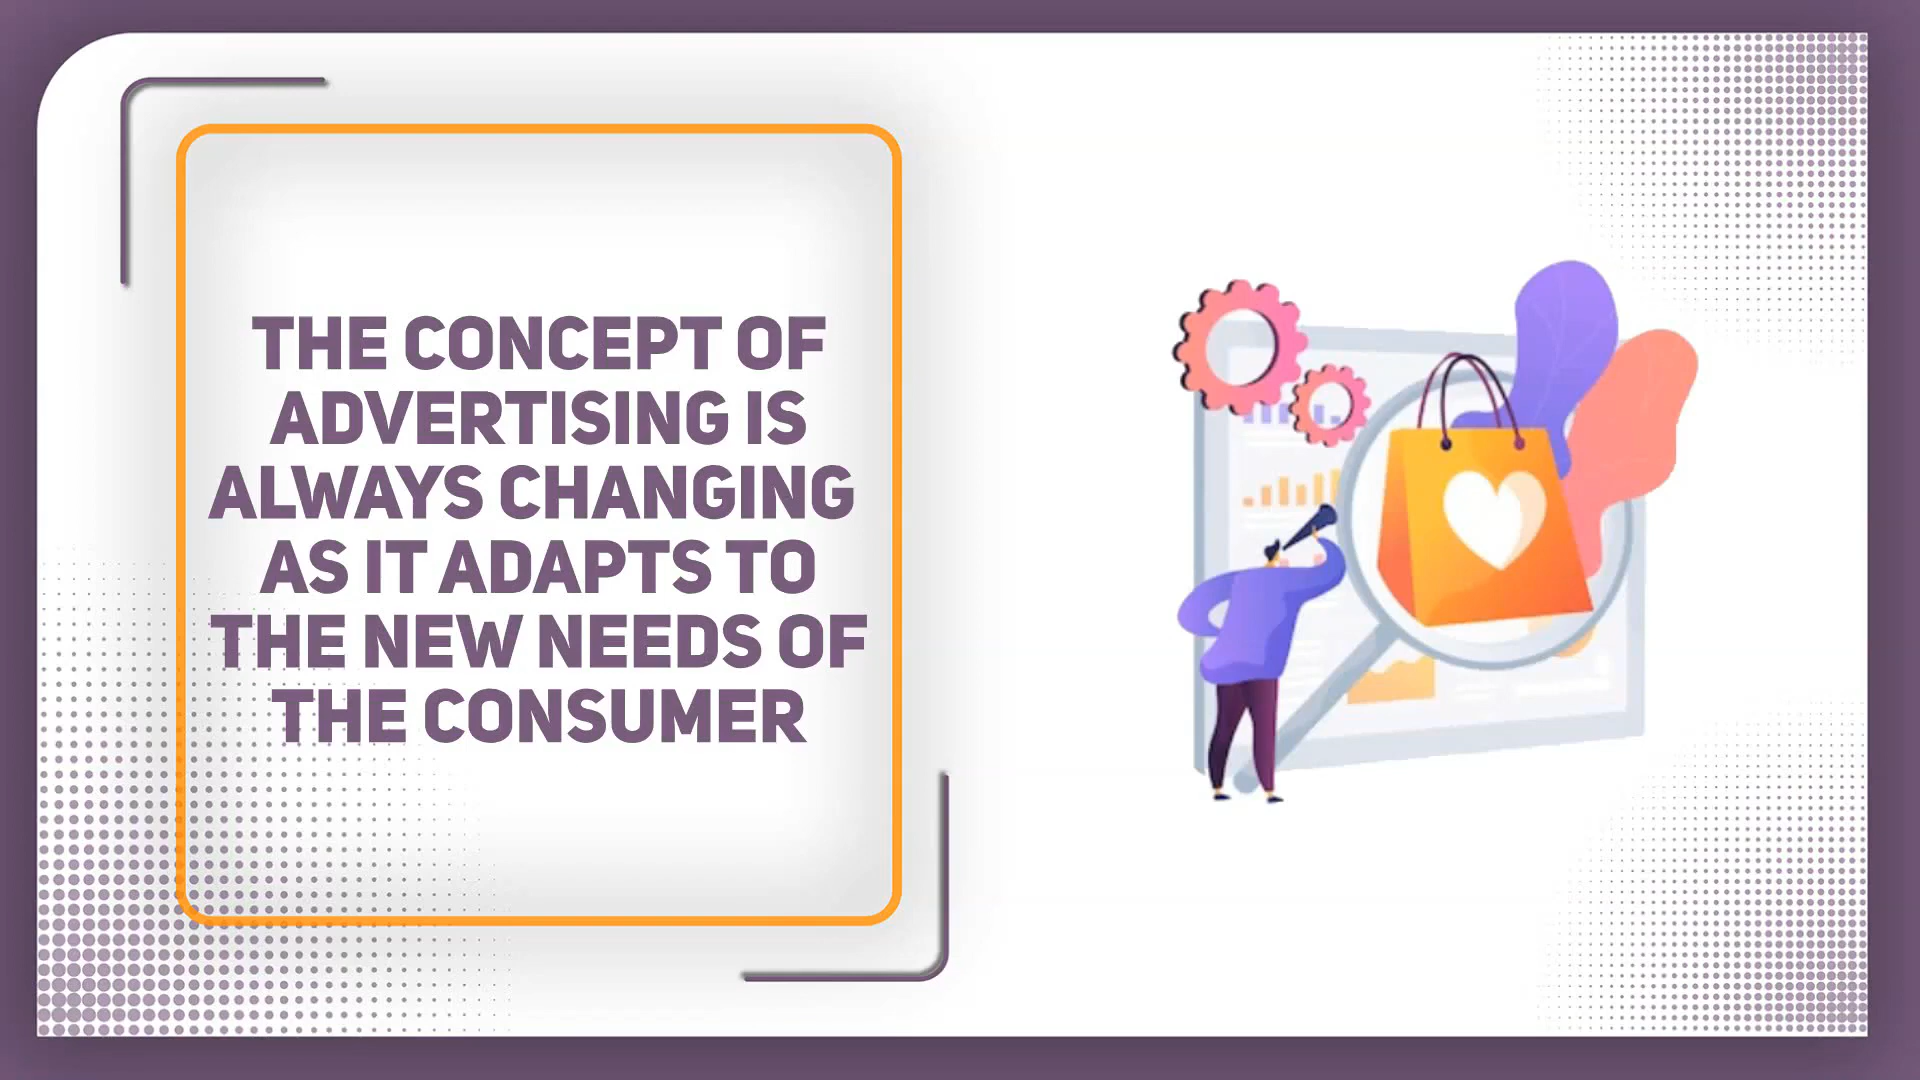 THE CONCEPT OF
ADVERTISING IS
ALWAYS CHANGING
AS IT ADAPTS TO
THE NEW NEEDS OF
THE CONSUMER